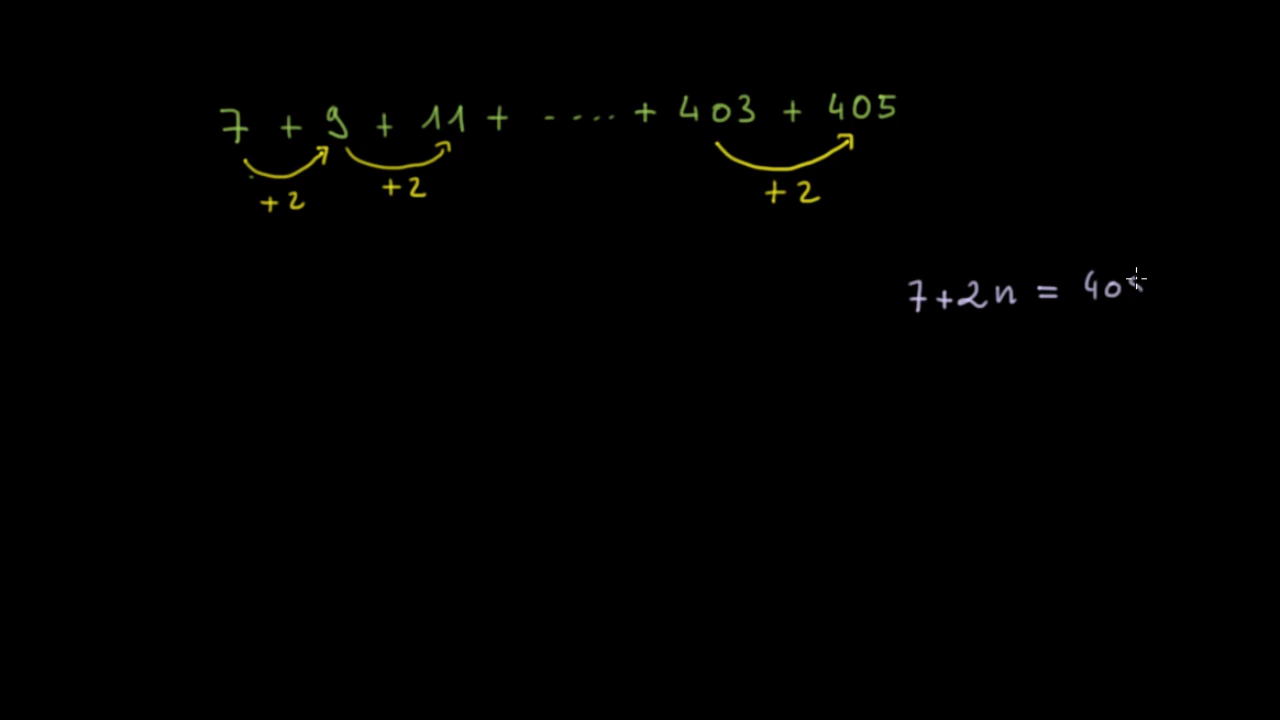 7 + 9 + 11 + ..... + 403 + 405
+2 +2 +2
7+2n = 40